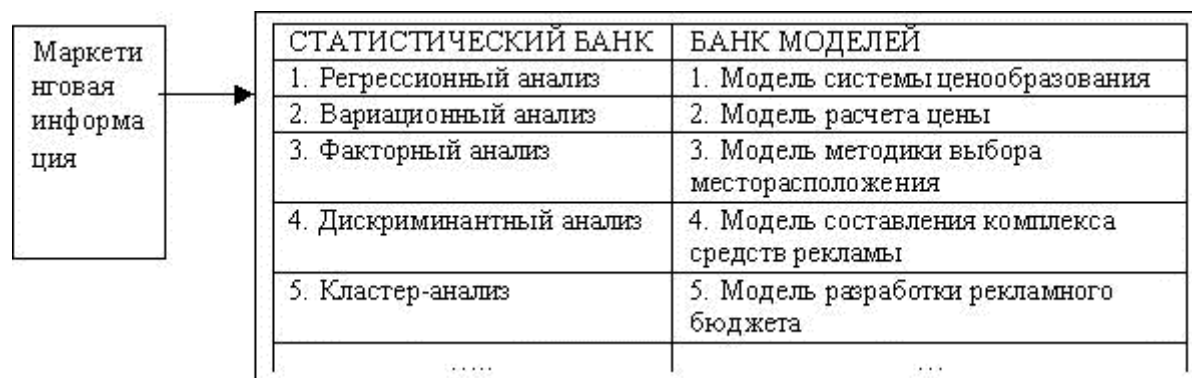 Маркети
нговая
информа
ция
СТАТИСТИЧЕСКИЙ БАНК
БАНК МОДЕЛЕЙ
1. Регрессионный анализ
1. Модель системы ценообразования
2. Вариационный анализ
2. Модель расчета цены
3. Факторный анализ
3. Модель методики выбора
месторасположения
4. Дискриминантный анализ
4. Модель составления комплекса
средств рекламы
5. Кластер-анализ
5. Модель разработки рекламного
бюджета
.....
...